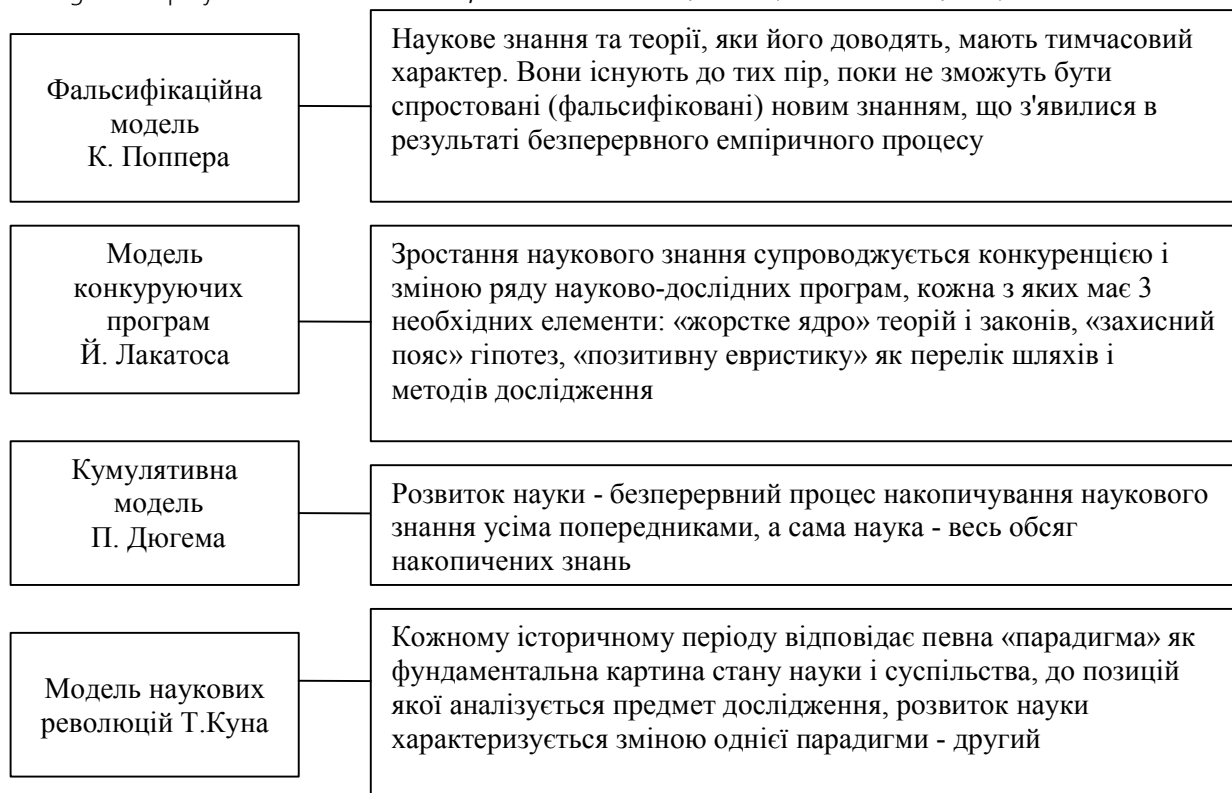 Фальсифікаційна
модель
К. Поппера
Наукове знання та теорії, яки його доводять, мають тимчасовий
характер. Вони існують до тих пір, поки не зможуть бути
спростовані (фальсифіковані) новим знанням, що з'явилися в
результаті безперервного емпіричного процесу
Модель
конкуруючих
програм
Й. Лакатоса
Зростання наукового знання супроводжується конкуренцією і
зміною ряду науково-дослідних програм, кожна з яких має 3
необхідних елементи: «жорстке ядро» теорій і законів, «захисний
пояс» гіпотез, «позитивну евристику» як перелік шляхів і
методів дослідження
Кумулятивна
модель
П. Дюгема
Розвиток науки - безперервний процес накопичування наукового
знання усіма попередниками, а сама наука - весь обсяг
накопичених знань
Модель наукових
революцій Т.Куна
Кожному історичному періоду відповідає певна «парадигма» як
фундаментальна картина стану науки і суспільства, до позицій
якої аналізується предмет дослідження, розвиток науки
характеризується зміною однієї парадигми - другий